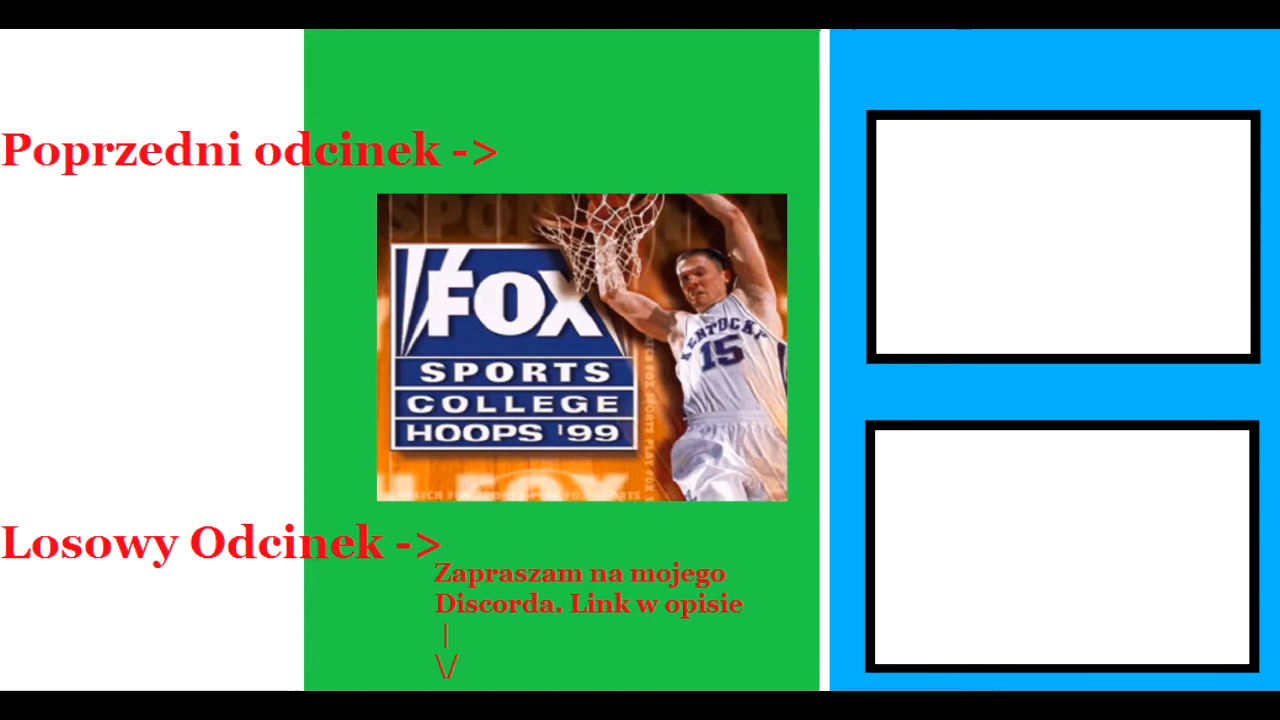 Poprzedni odcinek ->
FOX
SPORTS
COLLEGE
HOOPS '99
KENTUCKY
15
Losowy Odcinek ->
Zapraszam na mojego
Discorda. Link w opisie
|
\/